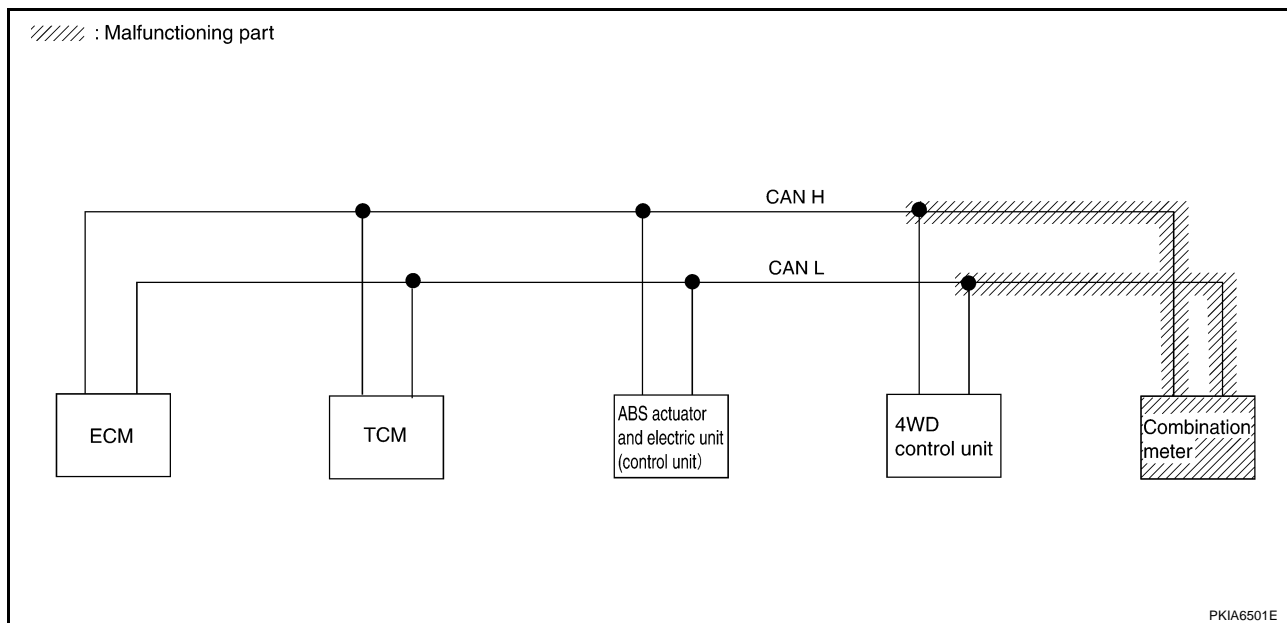 : Malfunctioning part
CAN H
CAN L
ECM
TCM
ABS actuator
and electric unit
(control unit)
4WD
control unit
Combination
meter
PKIA6501E